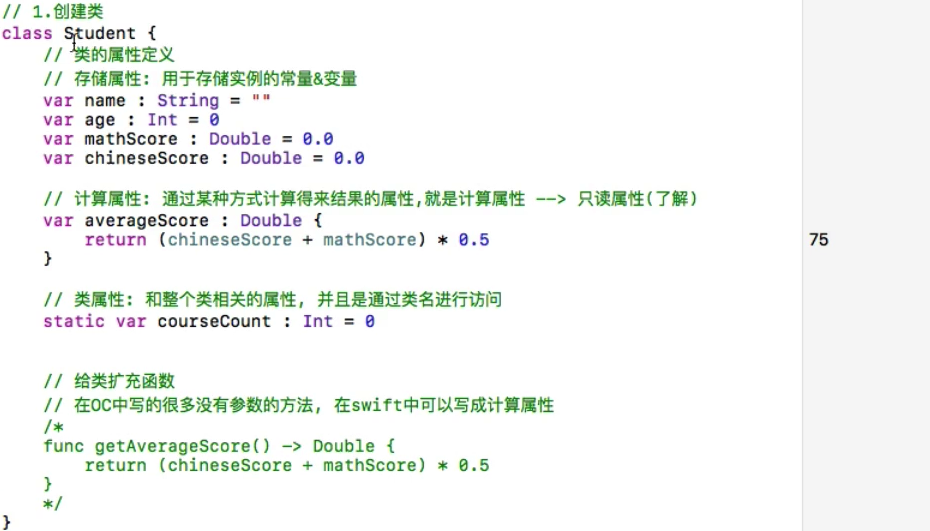 // 1.创建类
class Student {
// 类的属性定义
// 存储属性: 用于存储实例的常量&变量
var name : String = ""
var age : Int = 0
var mathScore : Double = 0.0
var chineseScore : Double = 0.0
// 计算属性: 通过某种方式计算得来结果的属性,就是计算属性 --> 只读属性(了解)
var averageScore : Double {
return (chineseScore + mathScore) * 0.5
75
}
// 类属性: 和整个类相关的属性, 并且是通过类名进行访问
static var courseCount : Int = 0
// 给类扩充函数
// 在OC中写的很多没有参数的方法, 在swift中可以写成计算属性
/*
func getAverageScore() -> Double {
return (chineseScore + mathScore) * 0.5
}
*/
}